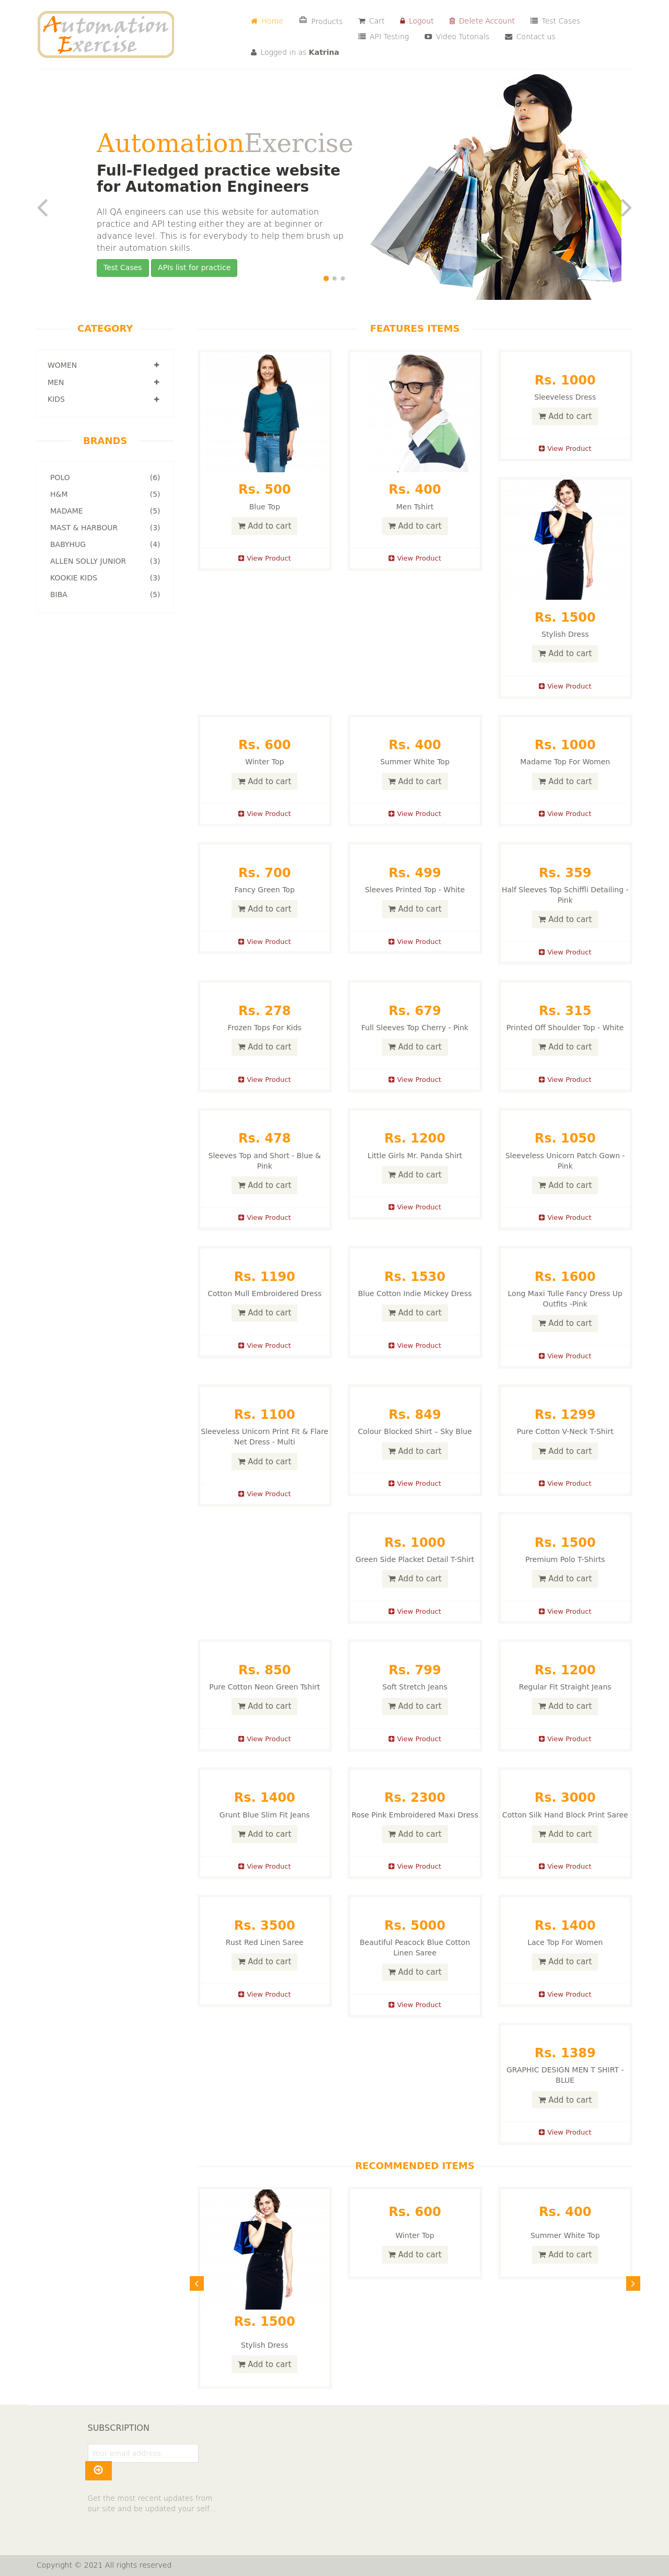 Automation
Exercise
Home
Products
Cart
Logout
Delete Account
Test Cases
API Testing
Video Tutorials
Contact us
Logged in as Katrina
AutomationExercise
Full-Fledged practice website
for Automation Engineers
All QA engineers can use this website for automation
practice and API testing either they are at beginner or
advance level. This is for everybody to help them brush up
their automation skills.
Test Cases
APIs list for practice
CATEGORY
WOMEN
MEN
KIDS
BRANDS
POLO (6)
H&M (5)
MADAME (5)
MAST & HARBOUR (3)
BABYHUG (4)
ALLEN SOLLY JUNIOR (3)
KOOKIE KIDS (3)
BIBA (5)
FEATURES ITEMS
Rs. 500
Blue Top
Add to cart
View Product
Rs. 400
Men Tshirt
Add to cart
View Product
Rs. 1000
Sleeveless Dress
Add to cart
View Product
Rs. 1500
Stylish Dress
Add to cart
View Product
Rs. 600
Winter Top
Add to cart
View Product
Rs. 400
Summer White Top
Add to cart
View Product
Rs. 1000
Madame Top For Women
Add to cart
View Product
Rs. 700
Fancy Green Top
Add to cart
View Product
Rs. 499
Sleeves Printed Top - White
Add to cart
View Product
Rs. 359
Half Sleeves Top Schiffli Detailing -
Pink
Add to cart
View Product
Rs. 278
Frozen Tops For Kids
Add to cart
View Product
Rs. 679
Full Sleeves Top Cherry - Pink
Add to cart
View Product
Rs. 315
Printed Off Shoulder Top - White
Add to cart
View Product
Rs. 478
Sleeves Top and Short - Blue &
Pink
Add to cart
View Product
Rs. 1200
Little Girls Mr. Panda Shirt
Add to cart
View Product
Rs. 1050
Sleeveless Unicorn Patch Gown -
Pink
Add to cart
View Product
Rs. 1190
Cotton Mull Embroidered Dress
Add to cart
View Product
Rs. 1530
Blue Cotton Indie Mickey Dress
Add to cart
View Product
Rs. 1600
Long Maxi Tulle Fancy Dress Up
Outfits -Pink
Add to cart
View Product
Rs. 1100
Sleeveless Unicorn Print Fit & Flare
Net Dress - Multi
Add to cart
View Product
Rs. 849
Colour Blocked Shirt – Sky Blue
Add to cart
View Product
Rs. 1299
Pure Cotton V-Neck T-Shirt
Add to cart
View Product
Rs. 1000
Green Side Placket Detail T-Shirt
Add to cart
View Product
Rs. 1500
Premium Polo T-Shirts
Add to cart
View Product
Rs. 850
Pure Cotton Neon Green Tshirt
Add to cart
View Product
Rs. 799
Soft Stretch Jeans
Add to cart
View Product
Rs. 1200
Regular Fit Straight Jeans
Add to cart
View Product
Rs. 1400
Grunt Blue Slim Fit Jeans
Add to cart
View Product
Rs. 2300
Rose Pink Embroidered Maxi Dress
Add to cart
View Product
Rs. 3000
Cotton Silk Hand Block Print Saree
Add to cart
View Product
Rs. 3500
Rust Red Linen Saree
Add to cart
View Product
Rs. 5000
Beautiful Peacock Blue Cotton
Linen Saree
Add to cart
View Product
Rs. 1400
Lace Top For Women
Add to cart
View Product
Rs. 1389
GRAPHIC DESIGN MEN T SHIRT -
BLUE
Add to cart
View Product
RECOMMENDED ITEMS
Rs. 1500
Stylish Dress
Add to cart
Rs. 600
Winter Top
Add to cart
Rs. 400
Summer White Top
Add to cart
SUBSCRIPTION
Your email address
Get the most recent updates from
our site and be updated your self...
Copyright © 2021 All rights reserved